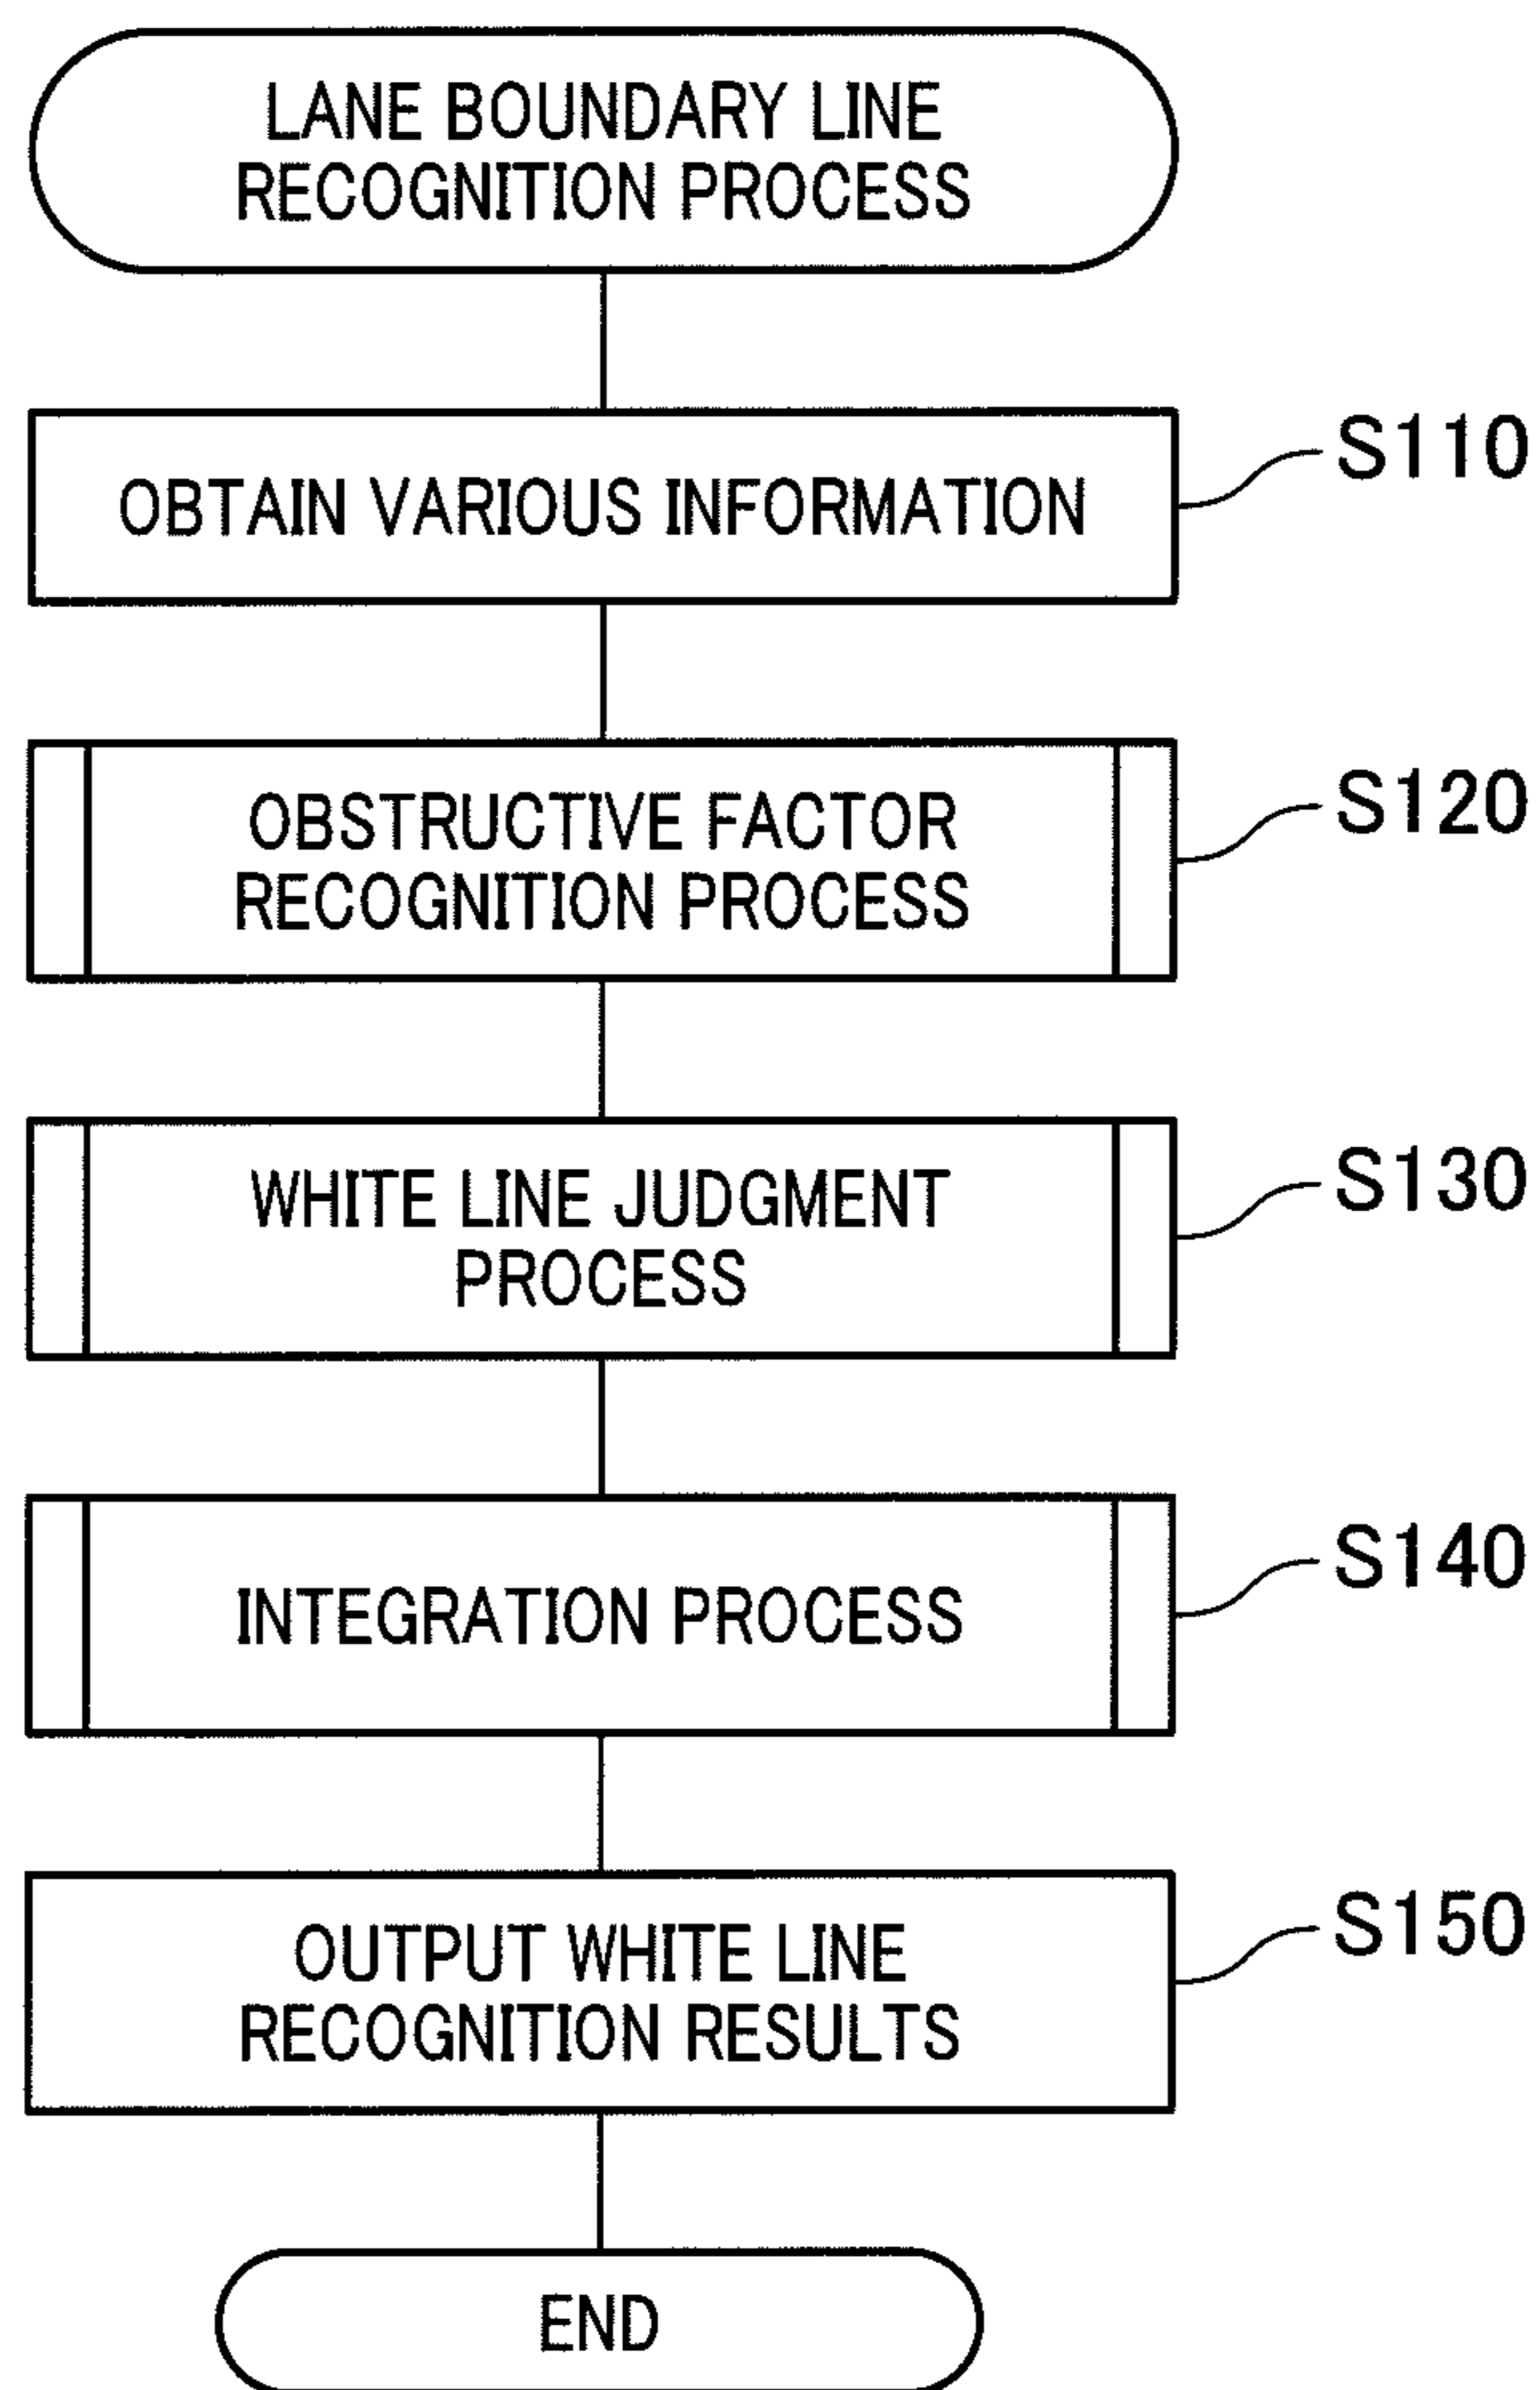 LANE BOUNDARY LINE
RECOGNITION PROCESS
OBTAIN VARIOUS INFORMATION
S110
OBSTRUCTIVE FACTOR
RECOGNITION PROCESS
S120
WHITE LINE JUDGMENT
PROCESS
S130
INTEGRATION PROCESS
S140
OUTPUT WHITE LINE
RECOGNITION RESULTS
S150
END